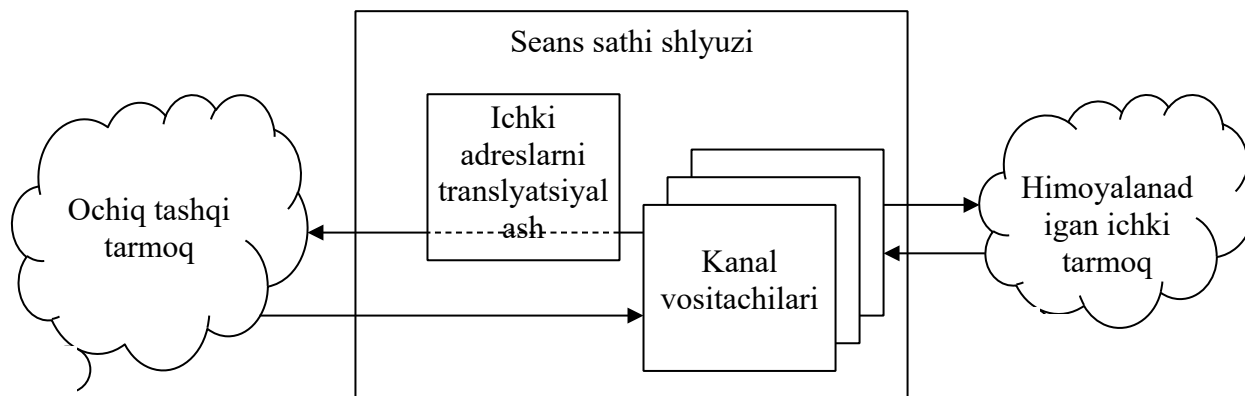 Seans sathi shlyuzi
Ichki
adreslarni
translyatsiyal
ash
Ochiq tashqi
tarmoq
Kanal
vositachilari
Himoyalanad
igan ichki
tarmoq